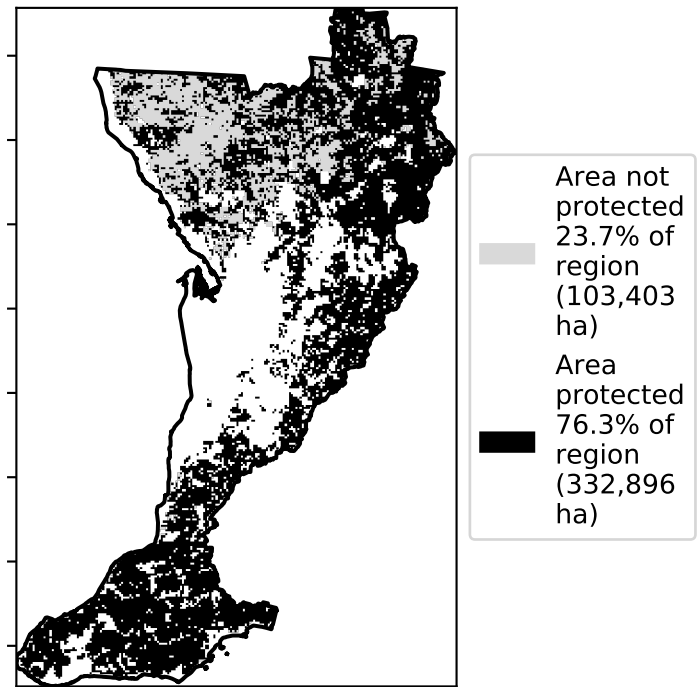 Area not
protected
23.7% of
region
(103,403
ha)
Area
protected
76.3% of
region
(332,896
ha)